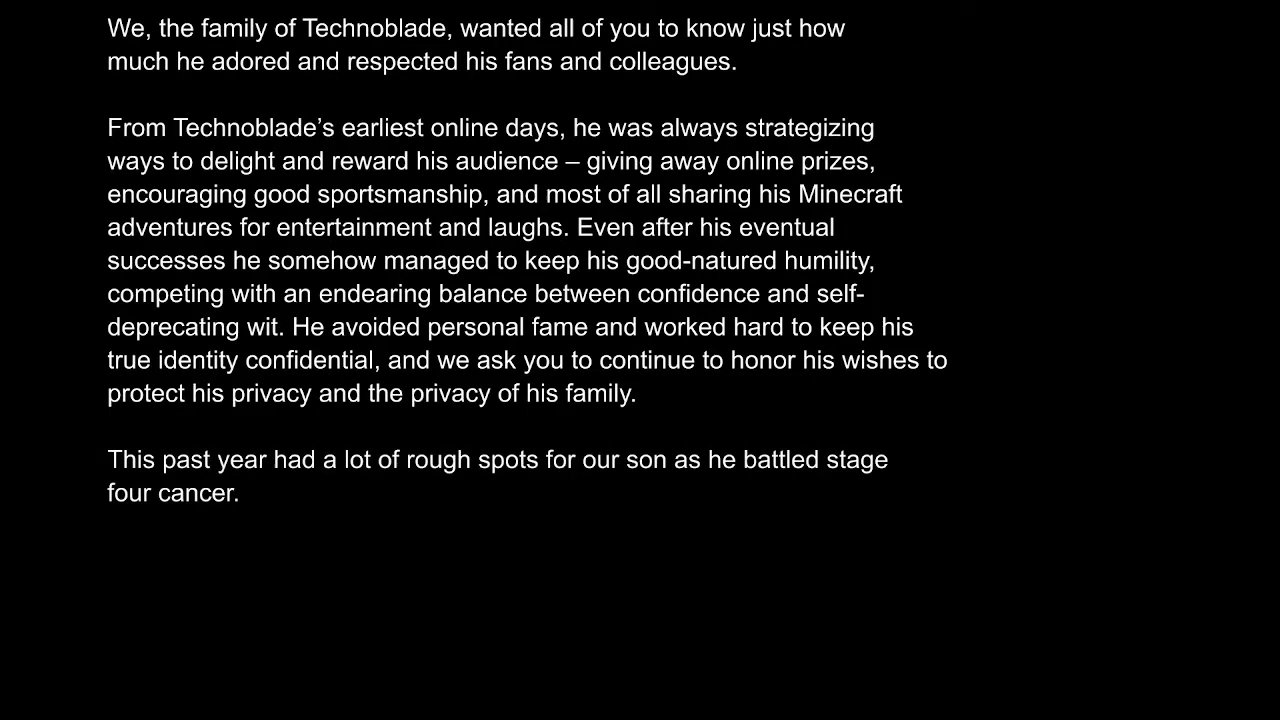 We, the family of Technoblade, wanted all of you to know just how
much he adored and respected his fans and colleagues.
From Technoblade’s earliest online days, he was always strategizing
ways to delight and reward his audience – giving away online prizes,
encouraging good sportsmanship, and most of all sharing his Minecraft
adventures for entertainment and laughs. Even after his eventual
successes he somehow managed to keep his good-natured humility,
competing with an endearing balance between confidence and self-
deprecating wit. He avoided personal fame and worked hard to keep his
true identity confidential, and we ask you to continue to honor his wishes to
protect his privacy and the privacy of his family.
This past year had a lot of rough spots for our son as he battled stage
four cancer.